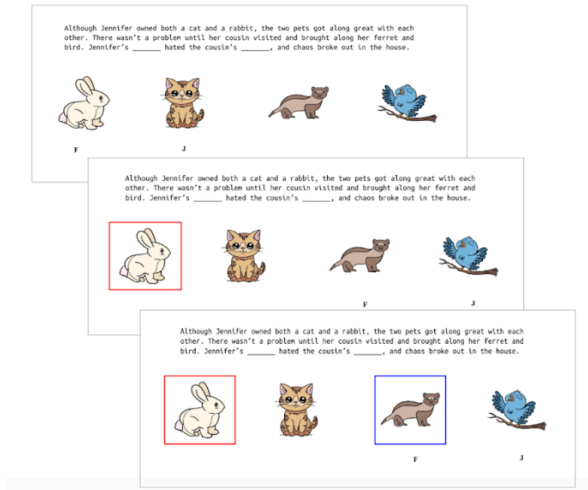 Although Jennifer owned both a cat and a rabbit, the two pets got along great with each
other. There wasn't a problem until her cousin visited and brought along her ferret and
bird. Jennifer's ______ hated the cousin's ______, and chaos broke out in the house.
F J
Although Jennifer owned both a cat and a rabbit, the two pets got along great with each
other. There wasn't a problem until her cousin visited and brought along her ferret and
bird. Jennifer's ______ hated the cousin's ______, and chaos broke out in the house.
F J
Although Jennifer owned both a cat and a rabbit, the two pets got along great with each
other. There wasn't a problem until her cousin visited and brought along her ferret and
bird. Jennifer's ______ hated the cousin's ______, and chaos broke out in the house.
F J